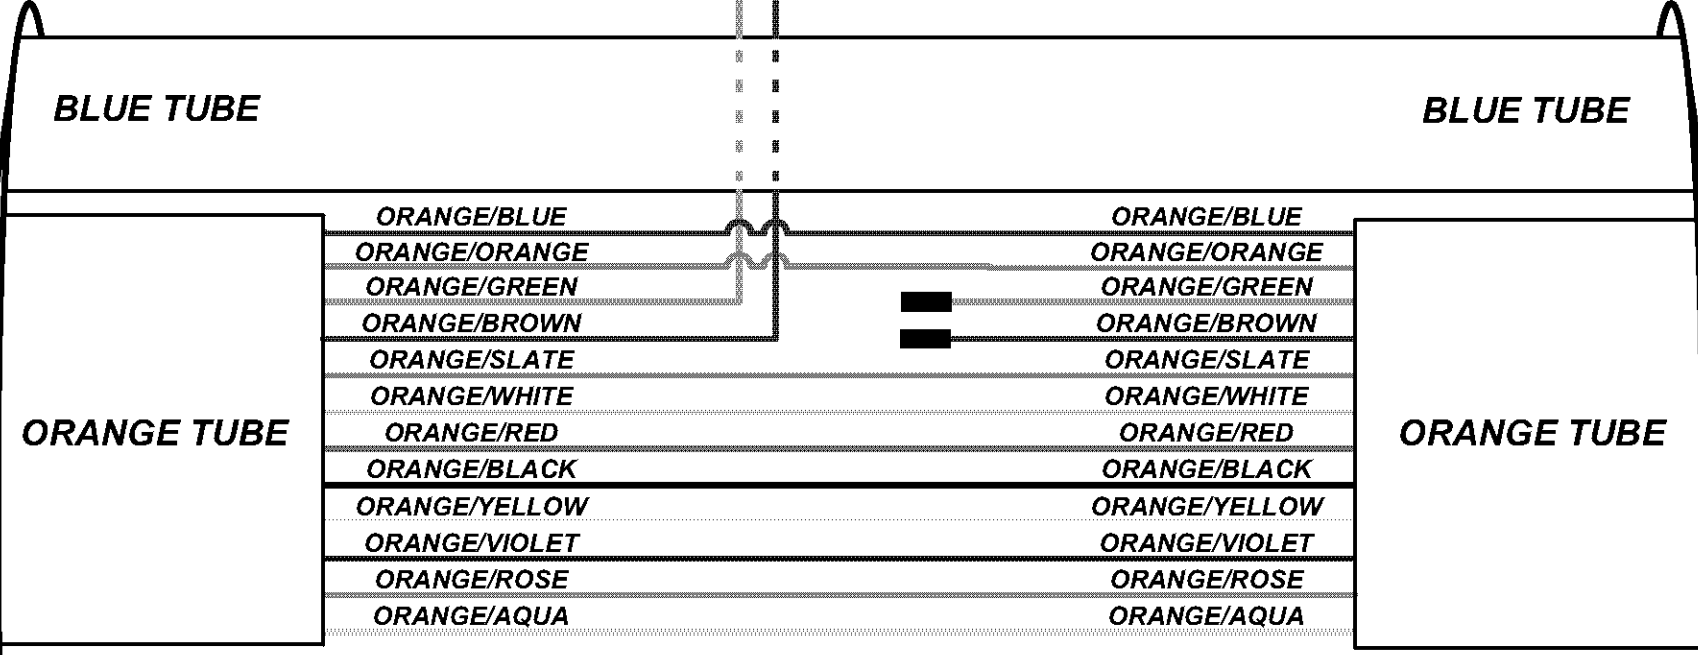 BLUE TUBE BLUE TUBE
ORANGE/BLUE ORANGE/BLUE
ORANGE/ORANGE ORANGE/ORANGE
ORANGE/GREEN ORANGE/GREEN
ORANGE/BROWN ORANGE/BROWN
ORANGE/SLATE ORANGE/SLATE
ORANGE/WHITE ORANGE/WHITE
ORANGE TUBE ORANGE/RED ORANGE/RED ORANGE TUBE
ORANGE/BLACK ORANGE/BLACK
ORANGE/YELLOW ORANGE/YELLOW
ORANGE/VIOLET ORANGE/VIOLET
ORANGE/ROSE ORANGE/ROSE
ORANGE/AQUA ORANGE/AQUA